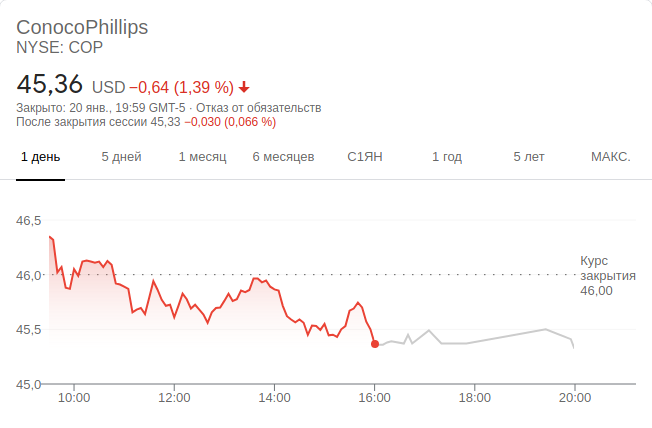 ConocoPhillips
NYSE: COP
45,36 USD −0,64 (1,39 %)
Закрыто: 20 янв., 19:59 GMT-5 · Отказ от обязательств
После закрытия сессии 45,33 −0,030 (0,066 %)
1 день 5 дней 1 месяц 6 месяцев С1ЯН 1 год 5 лет МАКС.
46,5
46,0
45,5
45,0
Курс
закрытия
46,00
10:00 12:00 14:00 16:00 18:00 20:00